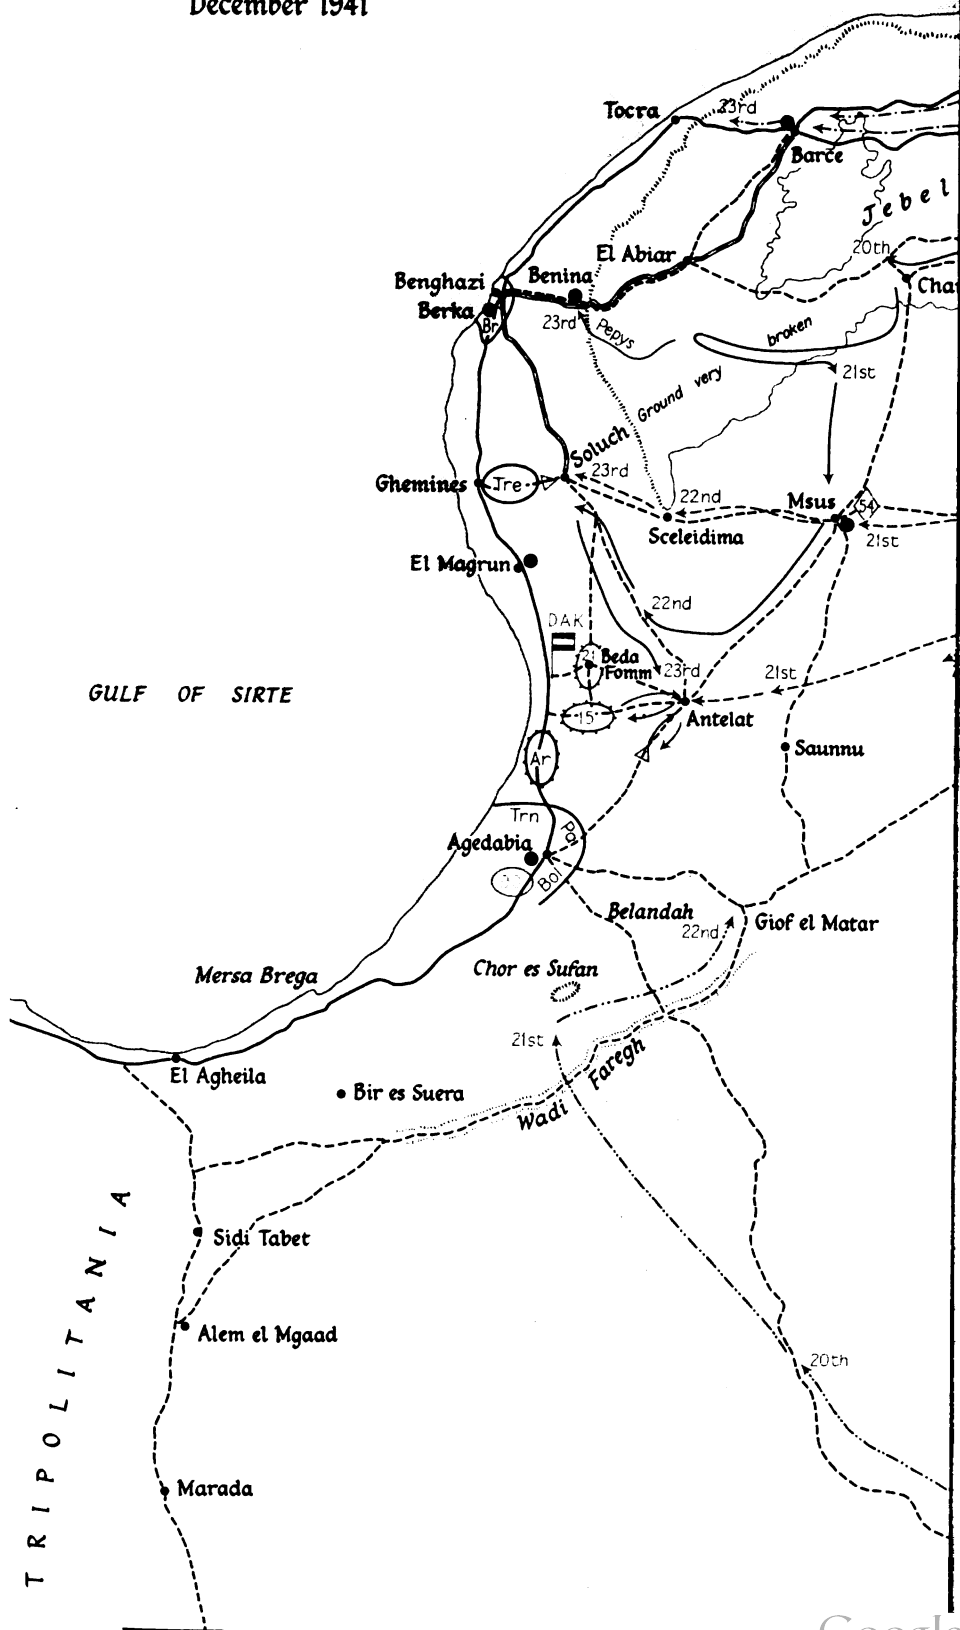 December 1941
Tocra
23rd
Barce
Jebel
20th
El Abiar
Benghazi
Benina
Berka
Br
23rd
Pepys
Cha
broken
21st
Ground very
Soluch
Ghemines
Tre
23rd
22nd
Msus
54
Sceleidima
21st
El Magrun
22nd
DAK
21
Beda
Fomm
23rd
21st
GULF OF SIRTE
15
Antelat
Saunnu
Ar
Trn
Pav
Agedabia
Bol
Belandah
22nd
Giof el Matar
Mersa Brega
Chor es Sufan
21st
El Agheila
Bir es Suera
Wadi Faregh
TRIPOLITANIA
Sidi Tabet
Alem el Mgaad
20th
Marada
Google